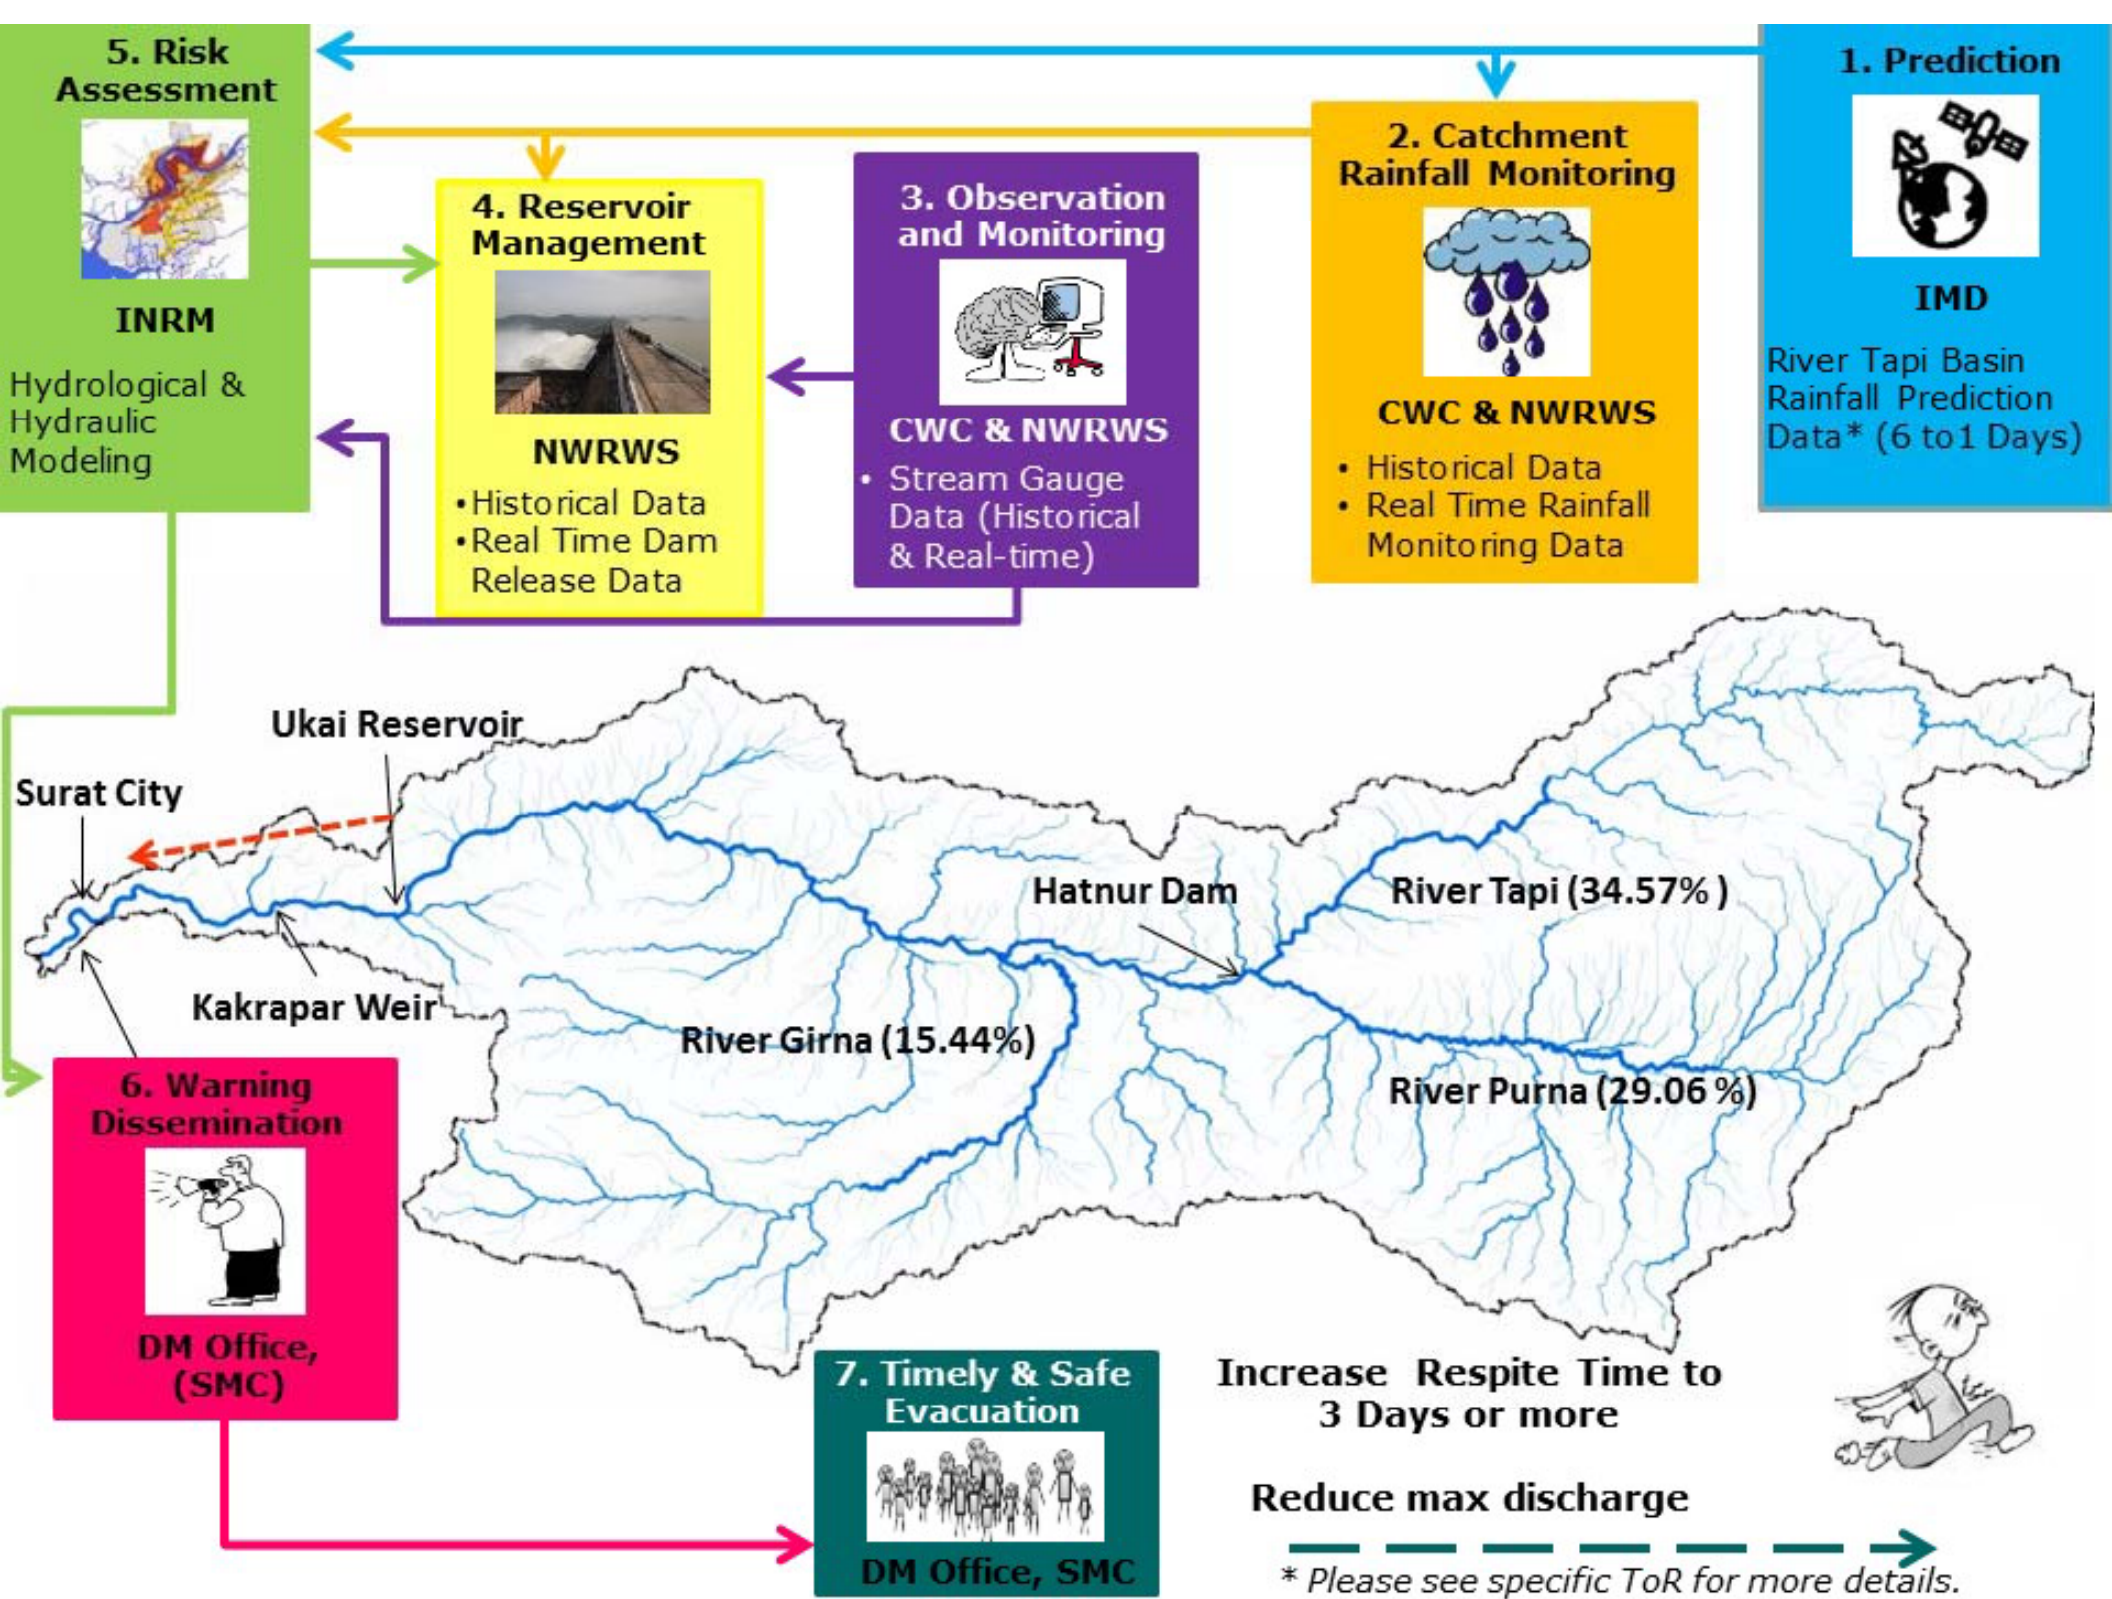 5. Risk
Assessment
INRM
Hydrological &
Hydraulic
Modeling
4. Reservoir
Management
NWRWS
•Historical Data
•Real Time Dam
Release Data
3. Observation
and Monitoring
CWC & NWRWS
• Stream Gauge
Data (Historical
& Real-time)
2. Catchment
Rainfall Monitoring
CWC & NWRWS
• Historical Data
• Real Time Rainfall
Monitoring Data
1. Prediction
IMD
River Tapi Basin
Rainfall Prediction
Data* (6 to1 Days)
Ukai Reservoir
Surat City
Hatnur Dam
River Tapi (34.57% )
Kakrapar Weir
River Girna (15.44%)
River Purna (29.06 %)
6. Warning
Dissemination
DM Office,
(SMC)
7. Timely & Safe
Evacuation
DM Office, SMC
Increase Respite Time to
3 Days or more
Reduce max discharge
* Please see specific ToR for more details.